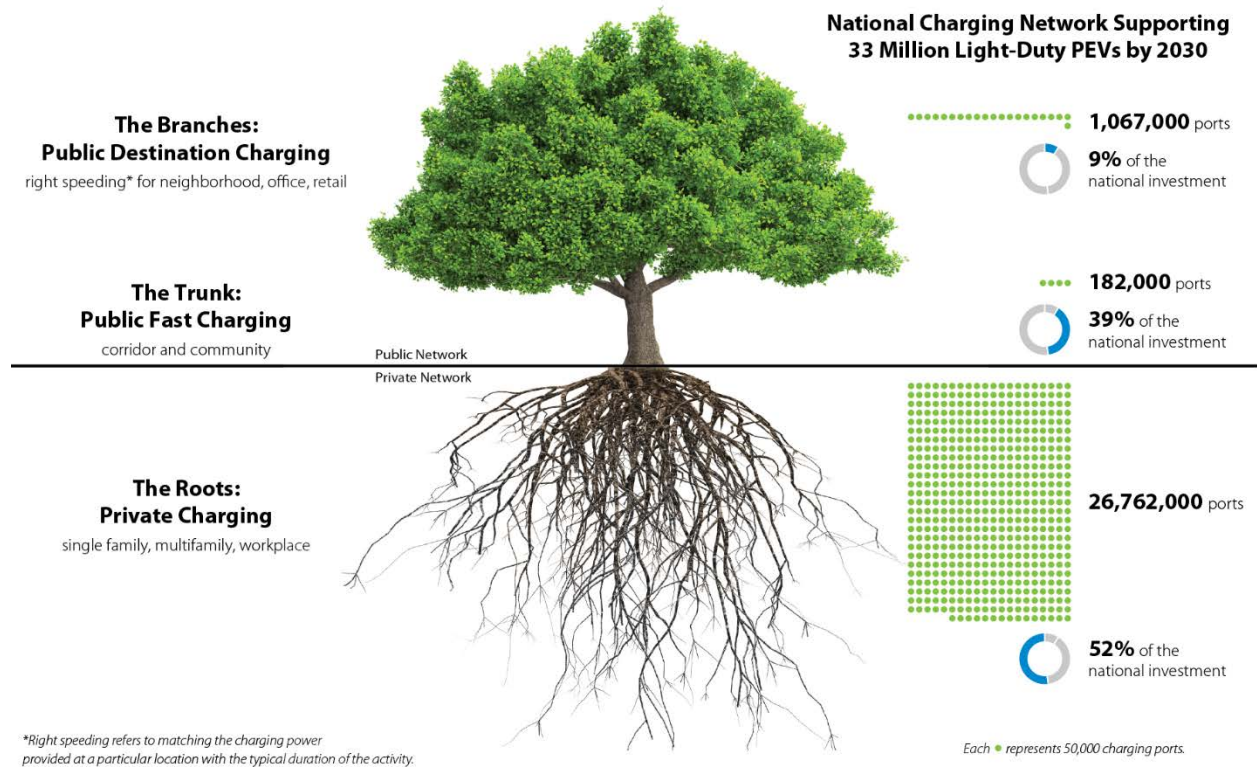 National Charging Network Supporting
33 Million Light-Duty PEVs by 2030
The Branches:
Public Destination Charging
right speeding* for neighborhood, office, retail
1,067,000 ports
9% of the
national investment
The Trunk:
Public Fast Charging
corridor and community
182,000 ports
39% of the
national investment
Public Network
Private Network
The Roots:
Private Charging
single family, multifamily, workplace
26,762,000 ports
52% of the
national investment
*Right speeding refers to matching the charging power
provided at a particular location with the typical duration of the activity.
Each • represents 50,000 charging ports.